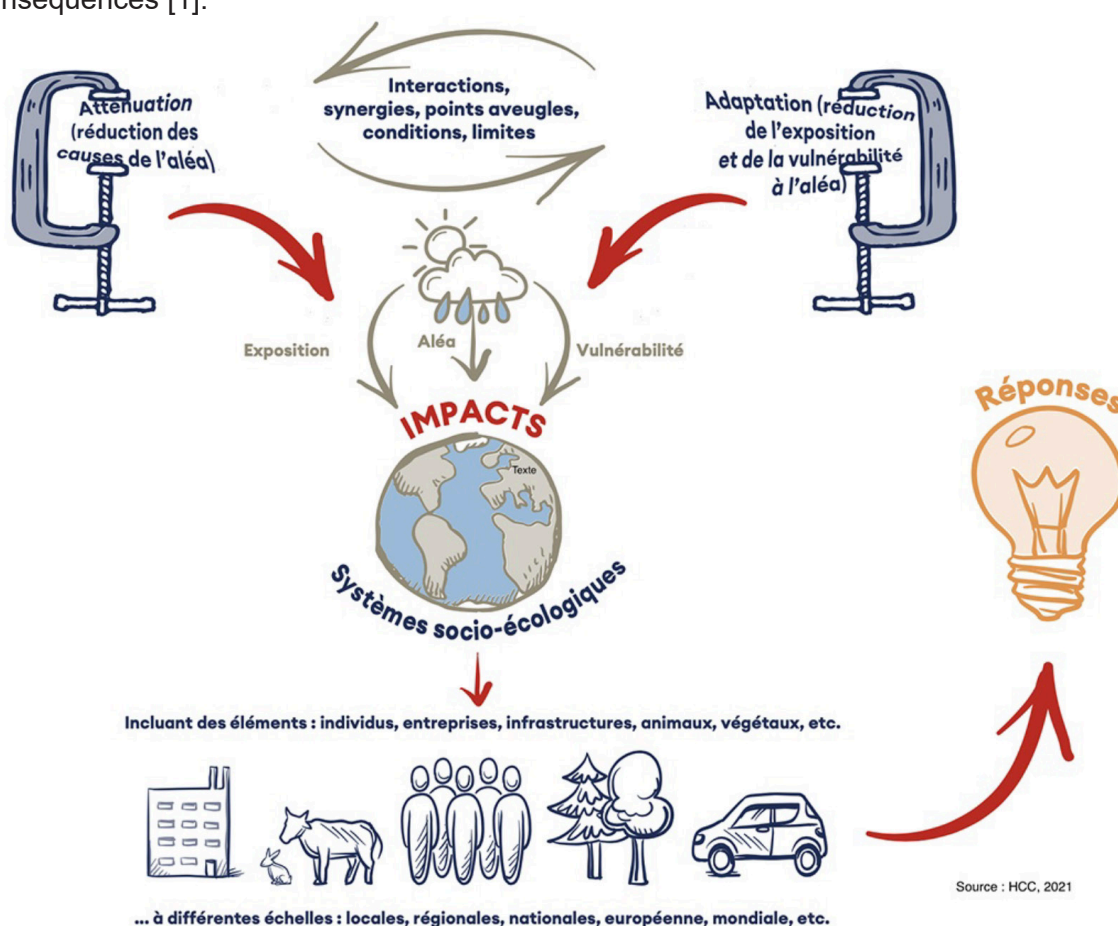 nséquences [1].
Interactions,
synergies, points aveugles,
conditions, limites
Atténuation
(réduction des
causes de l'aléa)
Adaptation (réduction
de l'exposition
et de la vulnérabilité
à l'aléa)
Exposition
Aléa
Vulnérabilité
IMPACTS
Texte
Systèmes socio-écologiques
Réponses
Incluant des éléments : individus, entreprises, infrastructures, animaux, végétaux, etc.
Source : HCC, 2021
... à différentes échelles : locales, régionales, nationales, européenne, mondiale, etc.